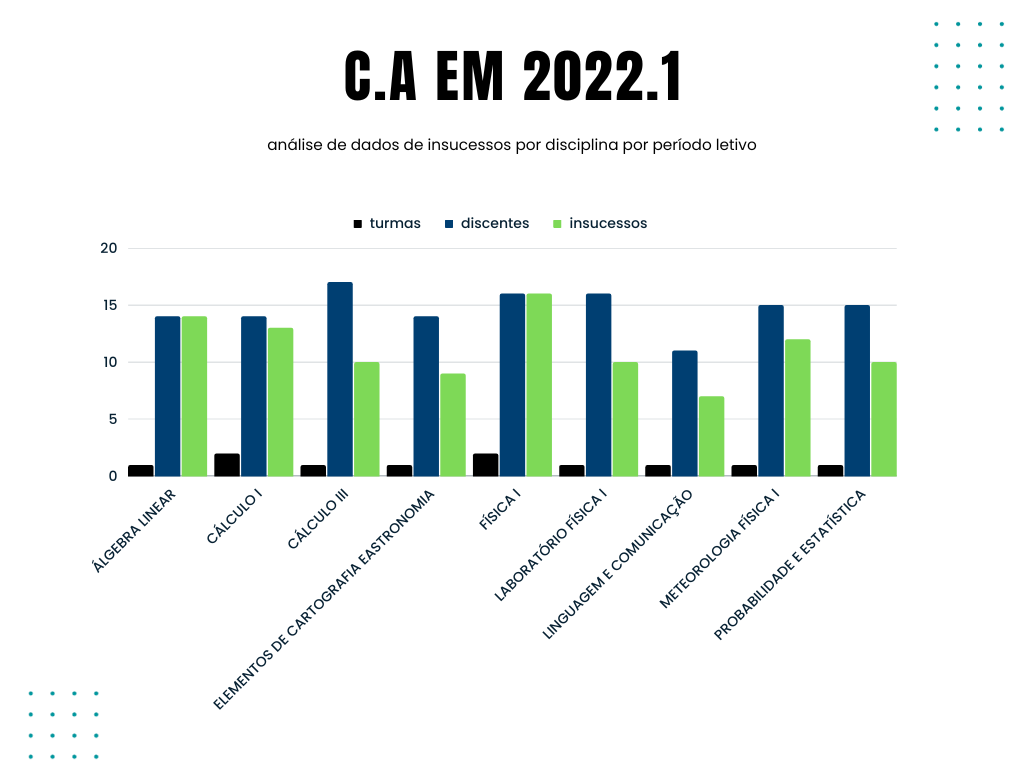 C.A EM 2022.1
análise de dados de insucessos por disciplina por período letivo
turmas discentes insucessos
20
15
10
5
0
ÁLGEBRA LINEAR
CÁLCULO I
CÁLCULO III
ELEMENTOS DE CARTOGRAFIA EASTRONOMIA
FÍSICA I
LABORATÓRIO FÍSICA I
LINGUAGEM E COMUNICAÇÃO
METEOROLOGIA FÍSICA I
PROBABILIDADE E ESTATÍSTICA